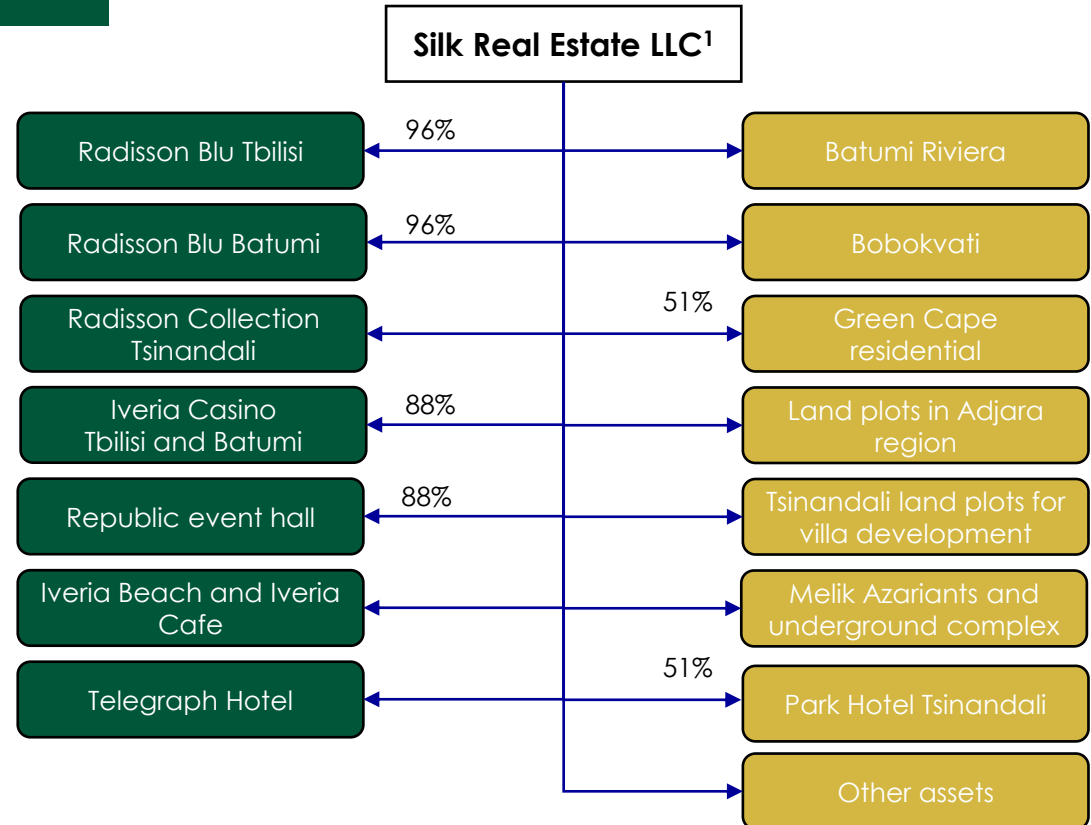 Silk Real Estate LLC¹
96%
Radisson Blu Tbilisi
Batumi Riviera
96%
Radisson Blu Batumi
Bobokvati
51%
Radisson Collection
Tsinandali
Green Cape
residential
88%
Iveria Casino
Tbilisi and Batumi
Land plots in Adjara
region
88%
Republic event hall
Tsinandali land plots for
villa development
Iveria Beach and Iveria
Cafe
Melik Azariants and
underground complex
51%
Telegraph Hotel
Park Hotel Tsinandali
Other assets